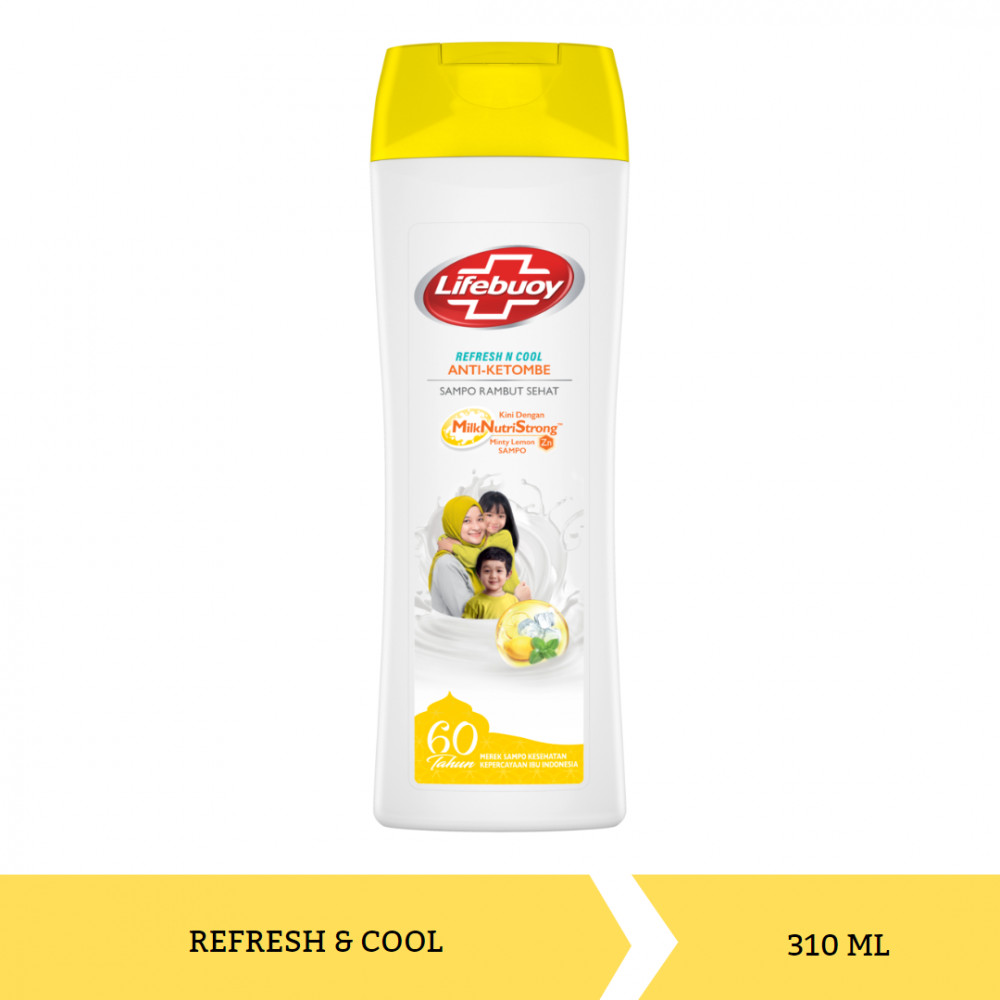 Lifebuoy
REFRESH N COOL
ANTI-KETOMBE
SAMPO RAMBUT SEHAT
Kini Dengan
MilkNutriStrong™
Minty Lemon Zn
SAMPO
60
Tahun
MEREK SAMPO KESEHATAN
KEPERCAYAAN IBU INDONESIA
REFRESH & COOL
310 ML